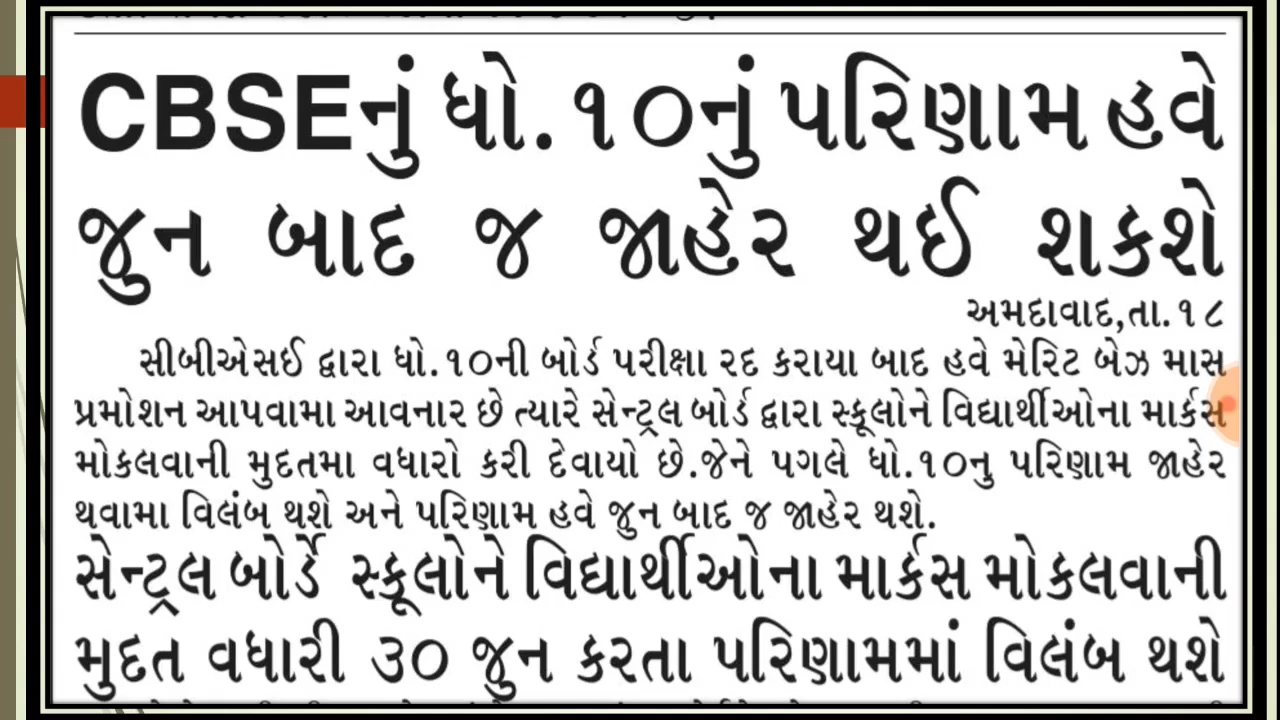 CBSEનું ધો.૧૦નું પરિણામ હવે
જુન બાદ જ જાહેર થઈ શકશે
અમદાવાદ,તા.૧૮
સીબીએસઈ દ્વારા ધો.૧૦ની બોર્ડ પરીક્ષા રદ કરાયા બાદ હવે મેરિટ બેઝ માસ
પ્રમોશન આપવામા આવનાર છે ત્યારે સેન્ટ્રલ બોર્ડ દ્વારા સ્કૂલોને વિદ્યાર્થીઓના માર્કસ
મોકલવાની મુદતમા વધારો કરી દેવાયો છે.જેને પગલે ધો.૧૦નુ પરિણામ જાહેર
થવામા વિલંબ થશે અને પરિણામ હવે જુન બાદ જ જાહેર થશે.
સેન્ટ્રલ બોર્ડે સ્કૂલોને વિદ્યાર્થીઓના માર્કસ મોકલવાની
મુદત વધારી ૩૦ જુન કરતા પરિણામમાં વિલંબ થશે